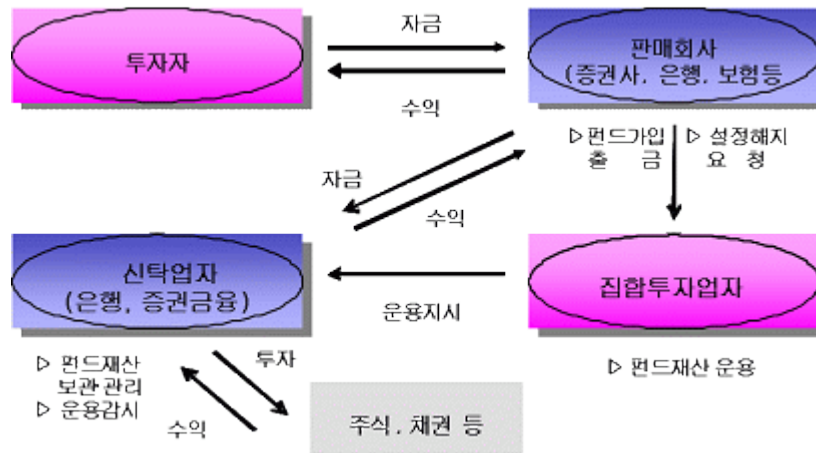 자금
투자자
판매회사
(증권사, 은행, 보험등
수익
▷펀드가입
출 금
▷ 설정해지
요 청
자금
수익
신탁업자
(은행, 증권금융)
집합투자업자
운용지시
▷ 펀드재산
보관관리
▷ 운용감시
투자
수익
▷ 펀드재산 운용
주식, 채권 등